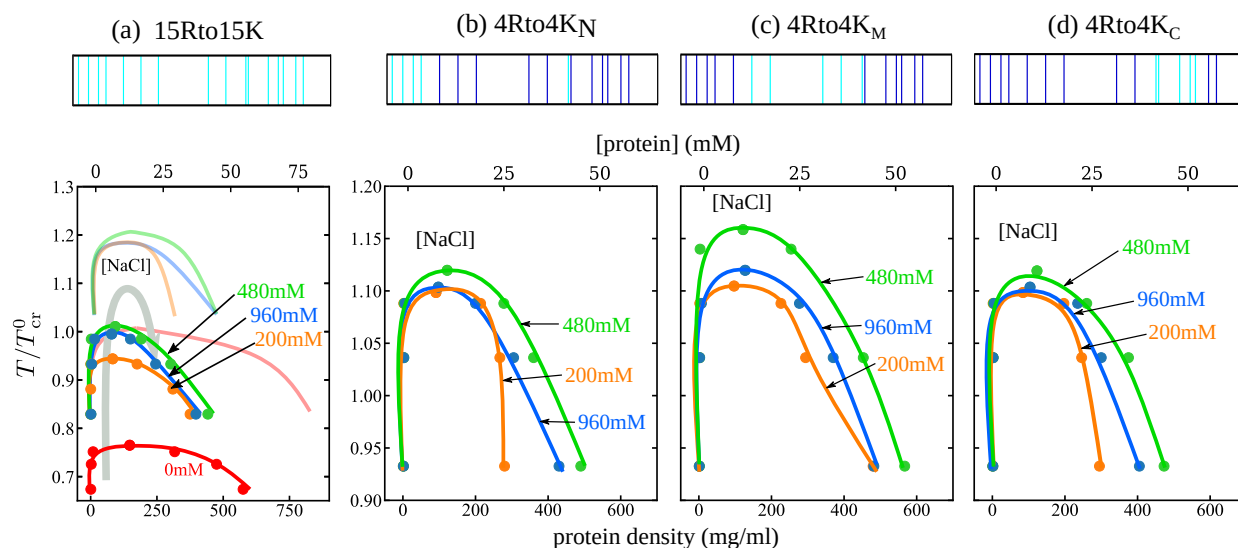 (a) 15Rto15K
(b) 4Rto4KN
(c) 4Rto4KM
(d) 4Rto4KC
[protein] (mM)
0 25 50 75
0 25 50
0 25 50
0 25 50
T/T⁰cr
1.3
1.2
1.1
1.0
0.9
0.8
0.7
[NaCl]
480mM
960mM
200mM
0mM
0 250 500 750
1.20
1.15
1.10
1.05
1.00
0.95
0.90
[NaCl]
480mM
200mM
960mM
0 200 400 600
[NaCl]
480mM
960mM
200mM
0 200 400 600
[NaCl]
480mM
960mM
200mM
0 200 400 600
protein density (mg/ml)